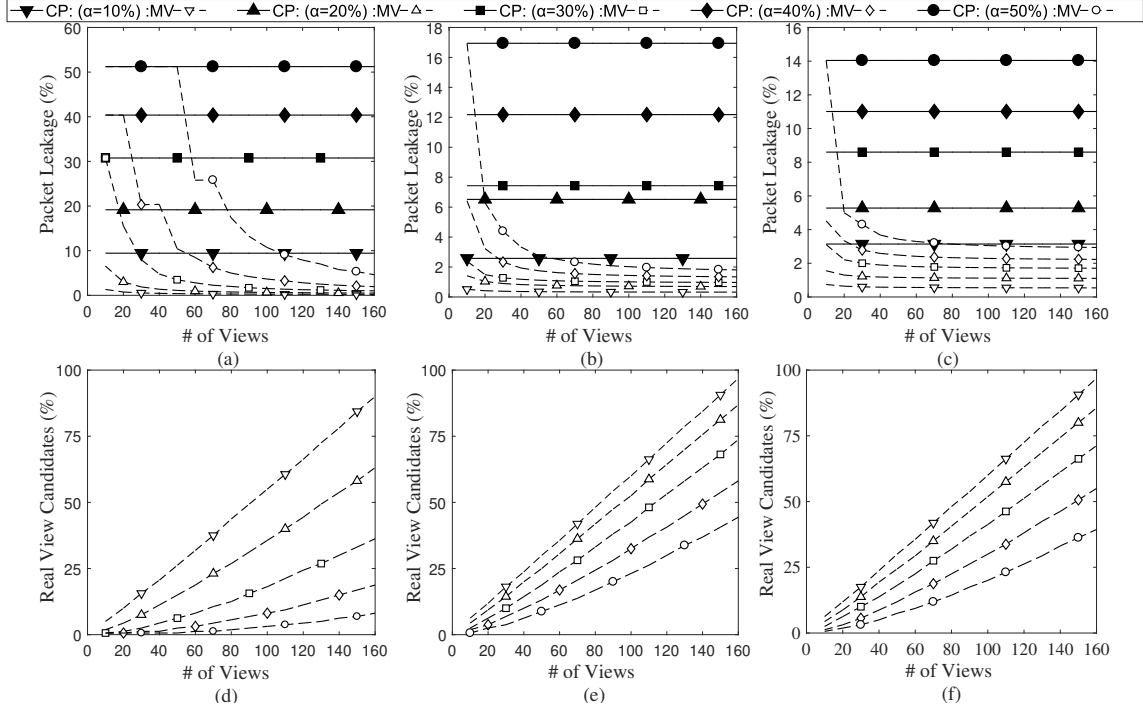 CP: (α=10%) :MV CP: (α=20%) :MV CP: (α=30%) :MV CP: (α=40%) :MV CP: (α=50%) :MV
Packet Leakage (%)
60
50
40
30
20
10
0
0 20 40 60 80 100 120 140 160
# of Views
(a)
Packet Leakage (%)
18
16
14
12
10
8
6
4
2
0
0 20 40 60 80 100 120 140 160
# of Views
(b)
Packet Leakage (%)
16
14
12
10
8
6
4
2
0
0 20 40 60 80 100 120 140 160
# of Views
(c)
Real View Candidates (%)
100
75
50
25
0
0 20 40 60 80 100 120 140 160
# of Views
(d)
Real View Candidates (%)
100
75
50
25
0
0 20 40 60 80 100 120 140 160
# of Views
(e)
Real View Candidates (%)
100
75
50
25
0
0 20 40 60 80 100 120 140 160
# of Views
(f)